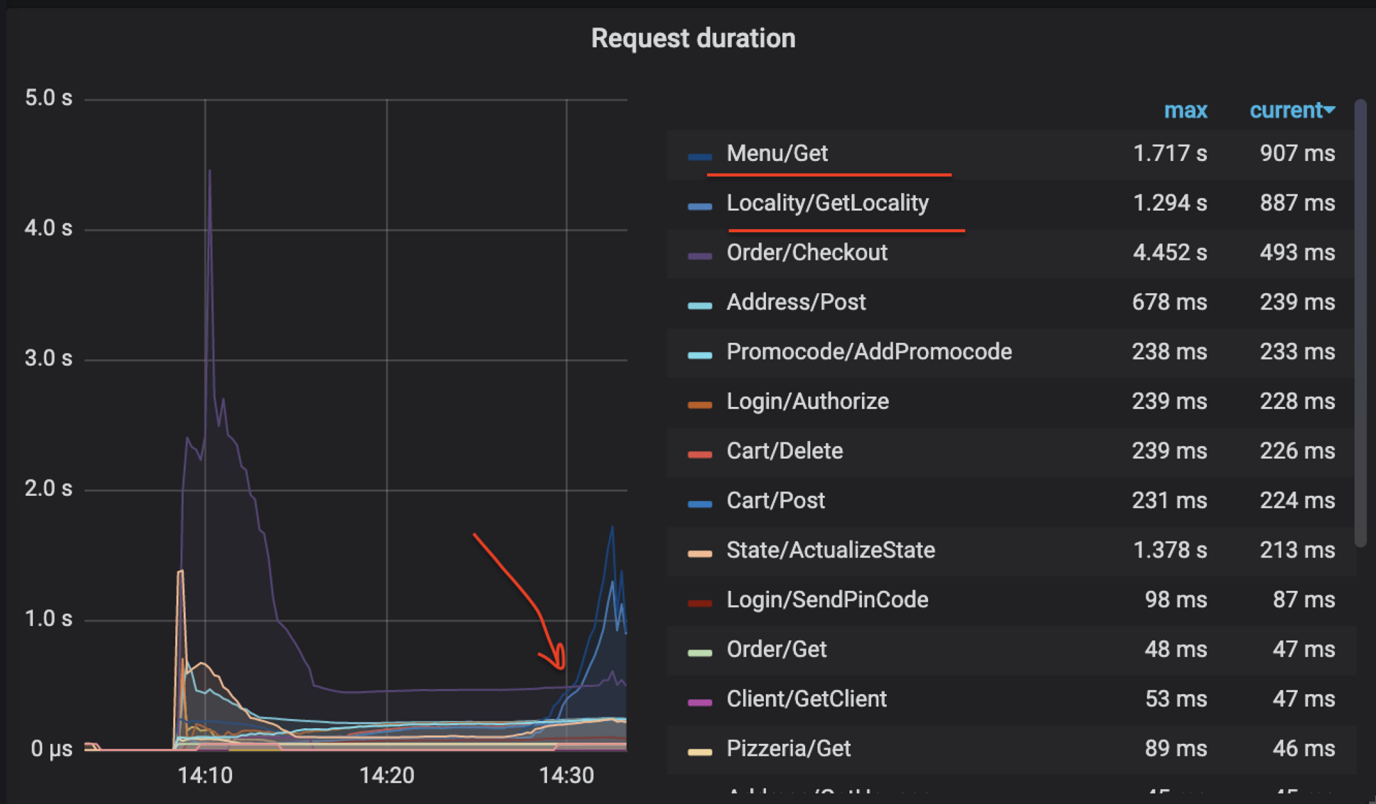 Request duration
5.0 s
4.0 s
3.0 s
2.0 s
1.0 s
0 μs
14:10 14:20 14:30
max current
Menu/Get 1.717 s 907 ms
Locality/GetLocality 1.294 s 887 ms
Order/Checkout 4.452 s 493 ms
Address/Post 678 ms 239 ms
Promocode/AddPromocode 238 ms 233 ms
Login/Authorize 239 ms 228 ms
Cart/Delete 239 ms 226 ms
Cart/Post 231 ms 224 ms
State/ActualizeState 1.378 s 213 ms
Login/SendPinCode 98 ms 87 ms
Order/Get 48 ms 47 ms
Client/GetClient 53 ms 47 ms
Pizzeria/Get 89 ms 46 ms